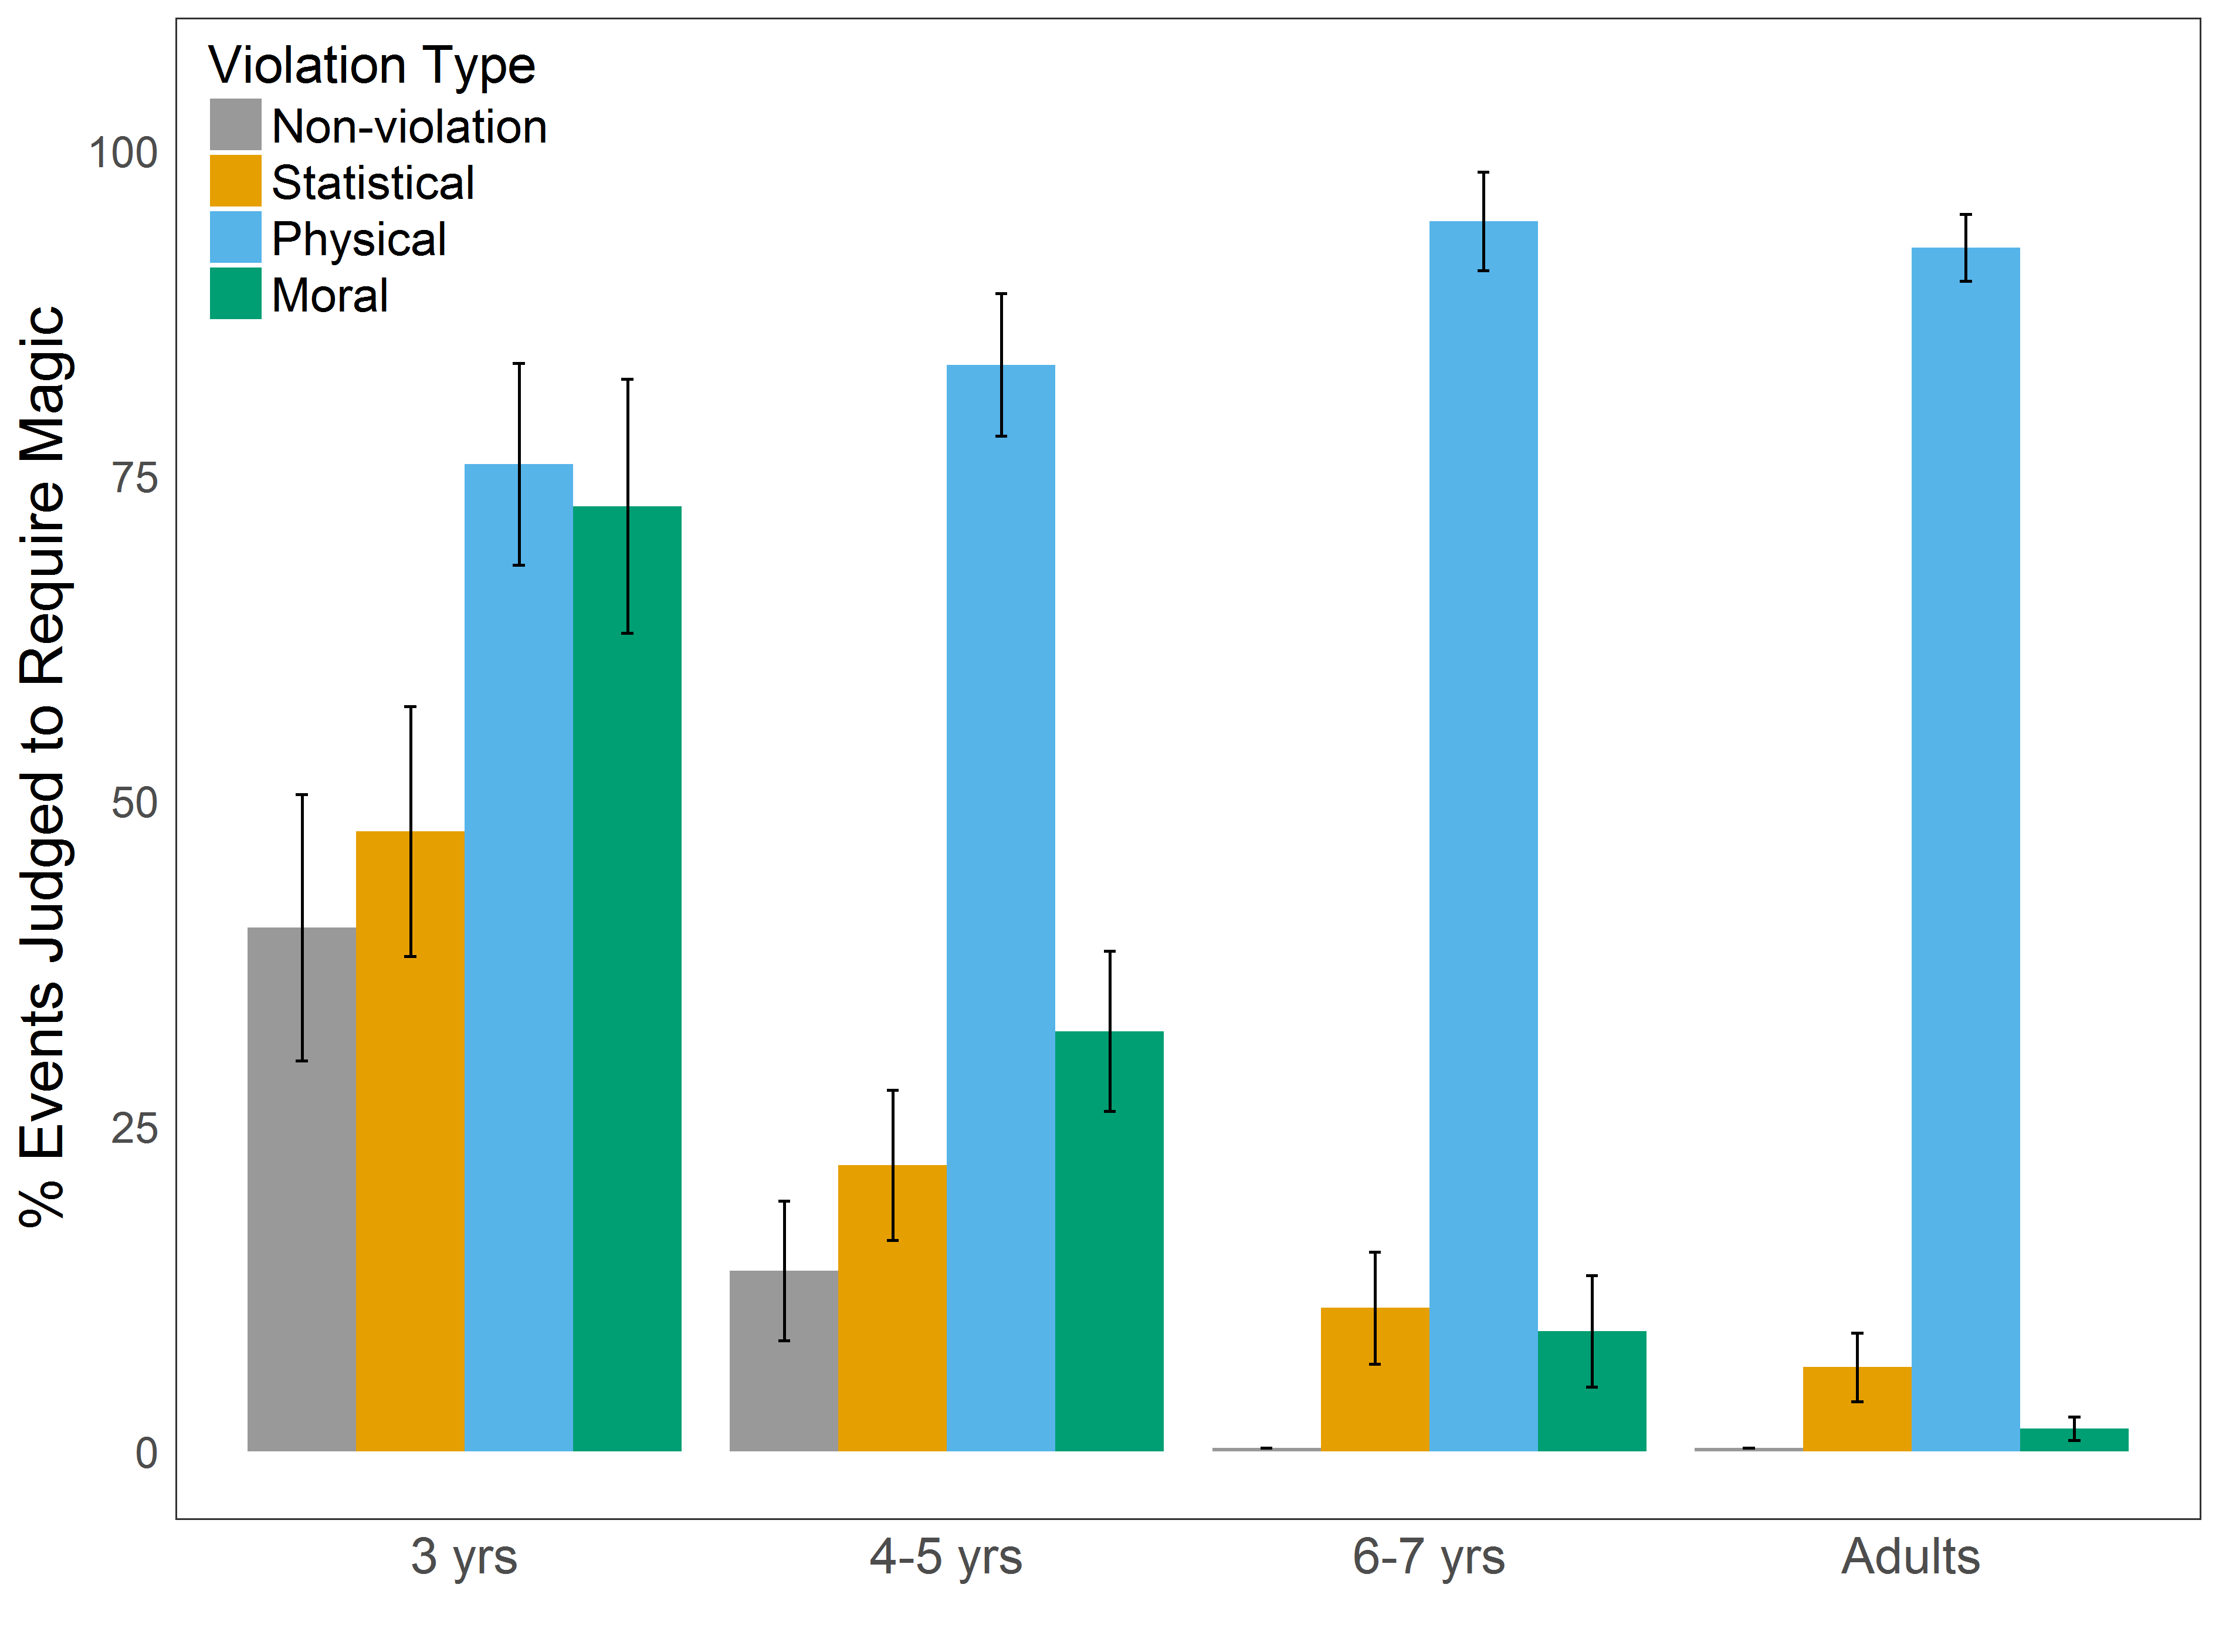 Violation Type
Non-violation
Statistical
Physical
Moral
% Events Judged to Require Magic
100
75
50
25
0
3 yrs
4-5 yrs
6-7 yrs
Adults